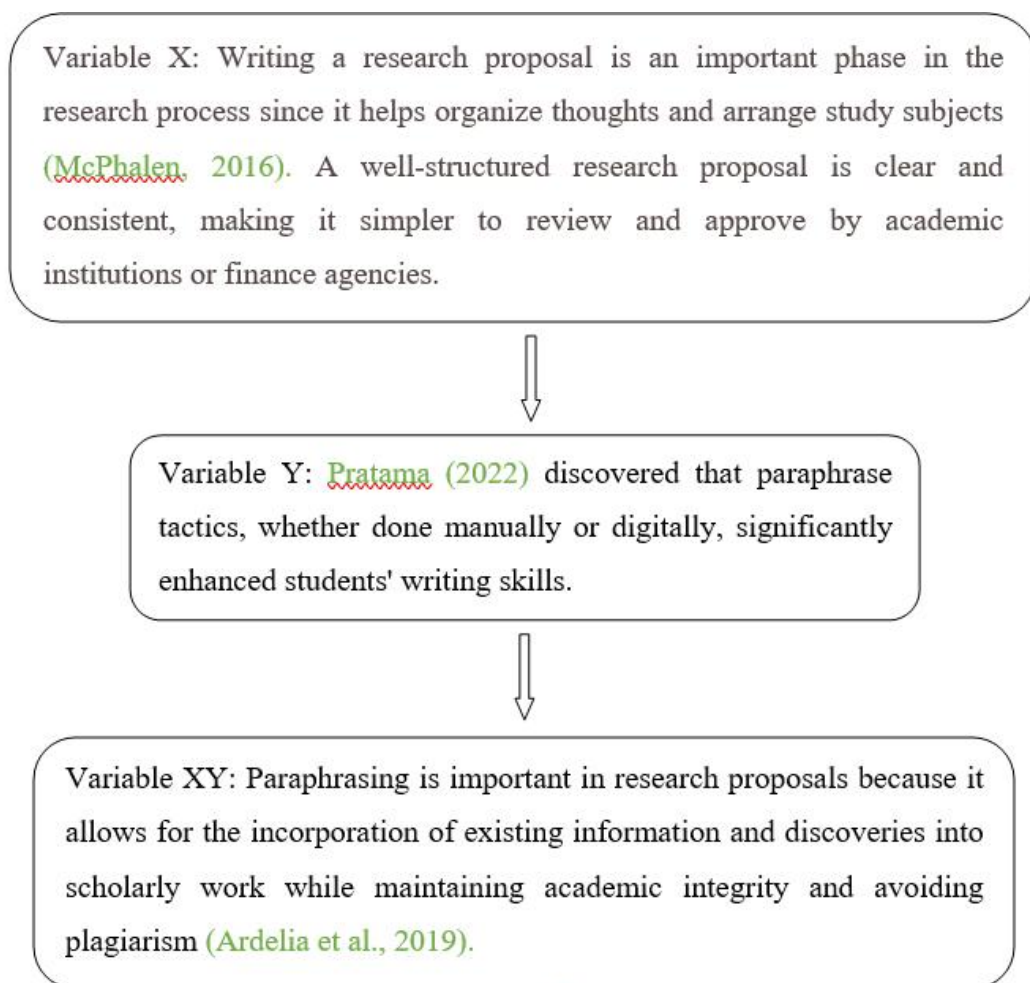 Variable X: Writing a research proposal is an important phase in the
research process since it helps organize thoughts and arrange study subjects
(McPhalen, 2016). A well-structured research proposal is clear and
consistent, making it simpler to review and approve by academic
institutions or finance agencies.
Variable Y: Pratama (2022) discovered that paraphrase
tactics, whether done manually or digitally, significantly
enhanced students' writing skills.
Variable XY: Paraphrasing is important in research proposals because it
allows for the incorporation of existing information and discoveries into
scholarly work while maintaining academic integrity and avoiding
plagiarism (Ardelia et al., 2019).